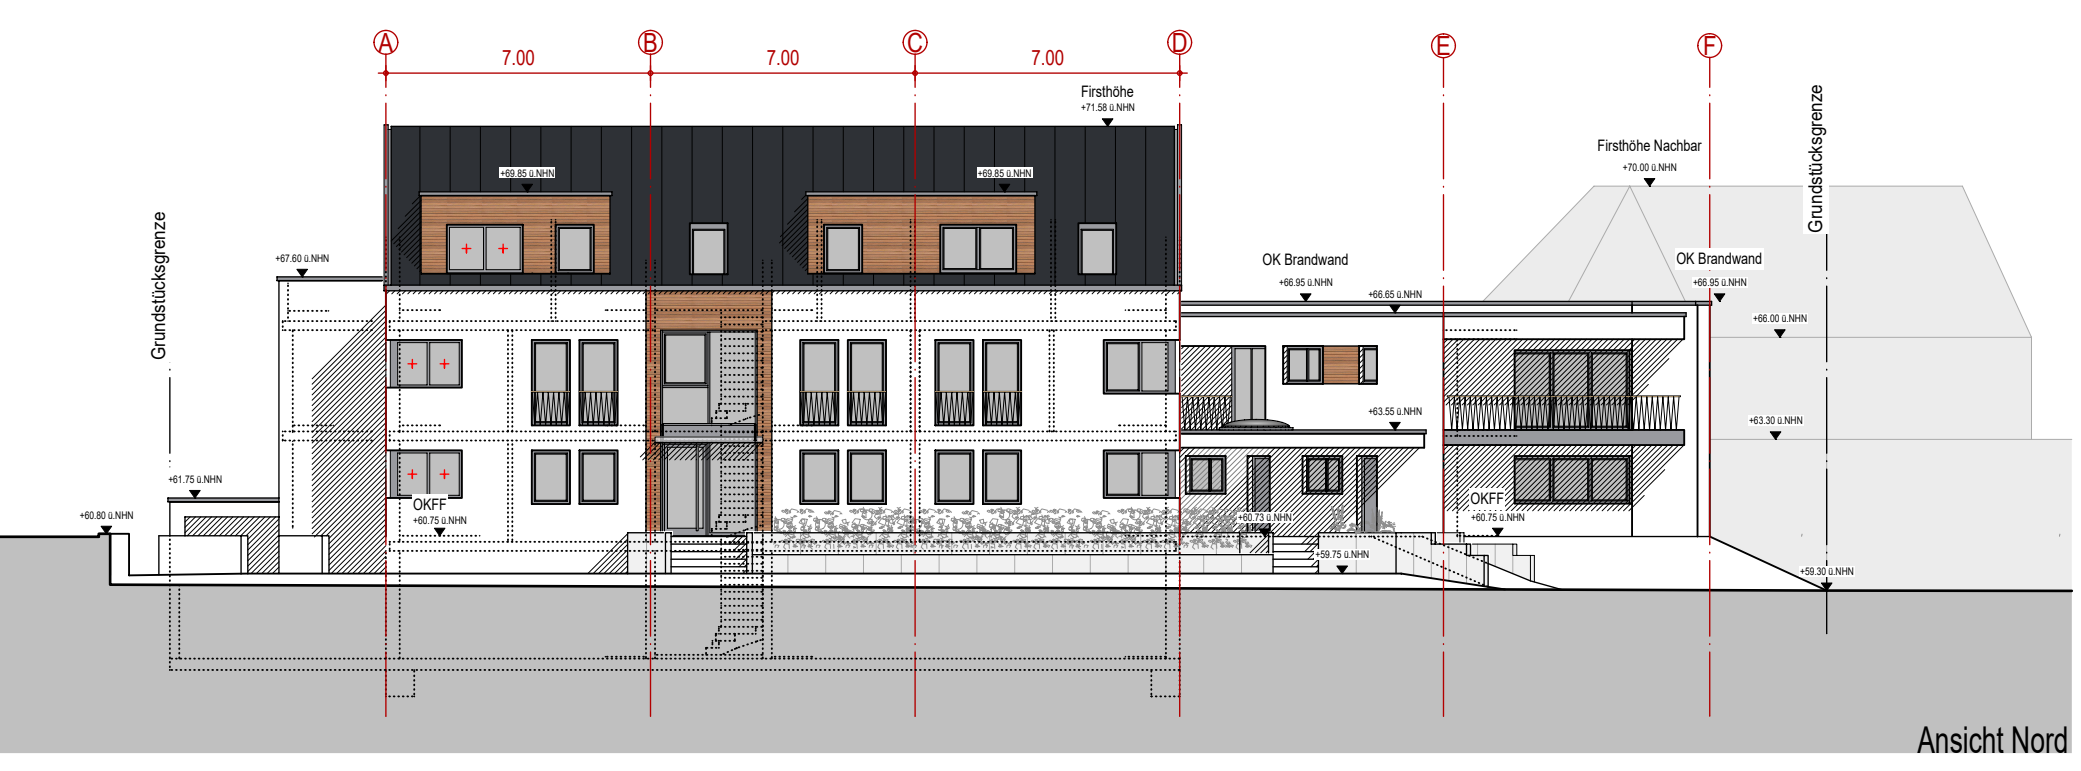 A
B
C
D
E
F
7.00
7.00
7.00
Firsthöhe
+71.58 ü.NHN
Grundstücksgrenze
Firsthöhe Nachbar
+70.00 ü.NHN
+69.85 ü.NHN
+69.85 ü.NHN
Grundstücksgrenze
+67.60 ü.NHN
OK Brandwand
+66.95 ü.NHN
+66.65 ü.NHN
OK Brandwand
+66.95 ü.NHN
+66.00 ü.NHN
+63.55 ü.NHN
+63.30 ü.NHN
+61.75 ü.NHN
+60.80 ü.NHN
OKFF
+60.75 ü.NHN
+60.73 ü.NHN
OKFF
+60.75 ü.NHN
+59.75 ü.NHN
+59.30 ü.NHN
Ansicht Nord